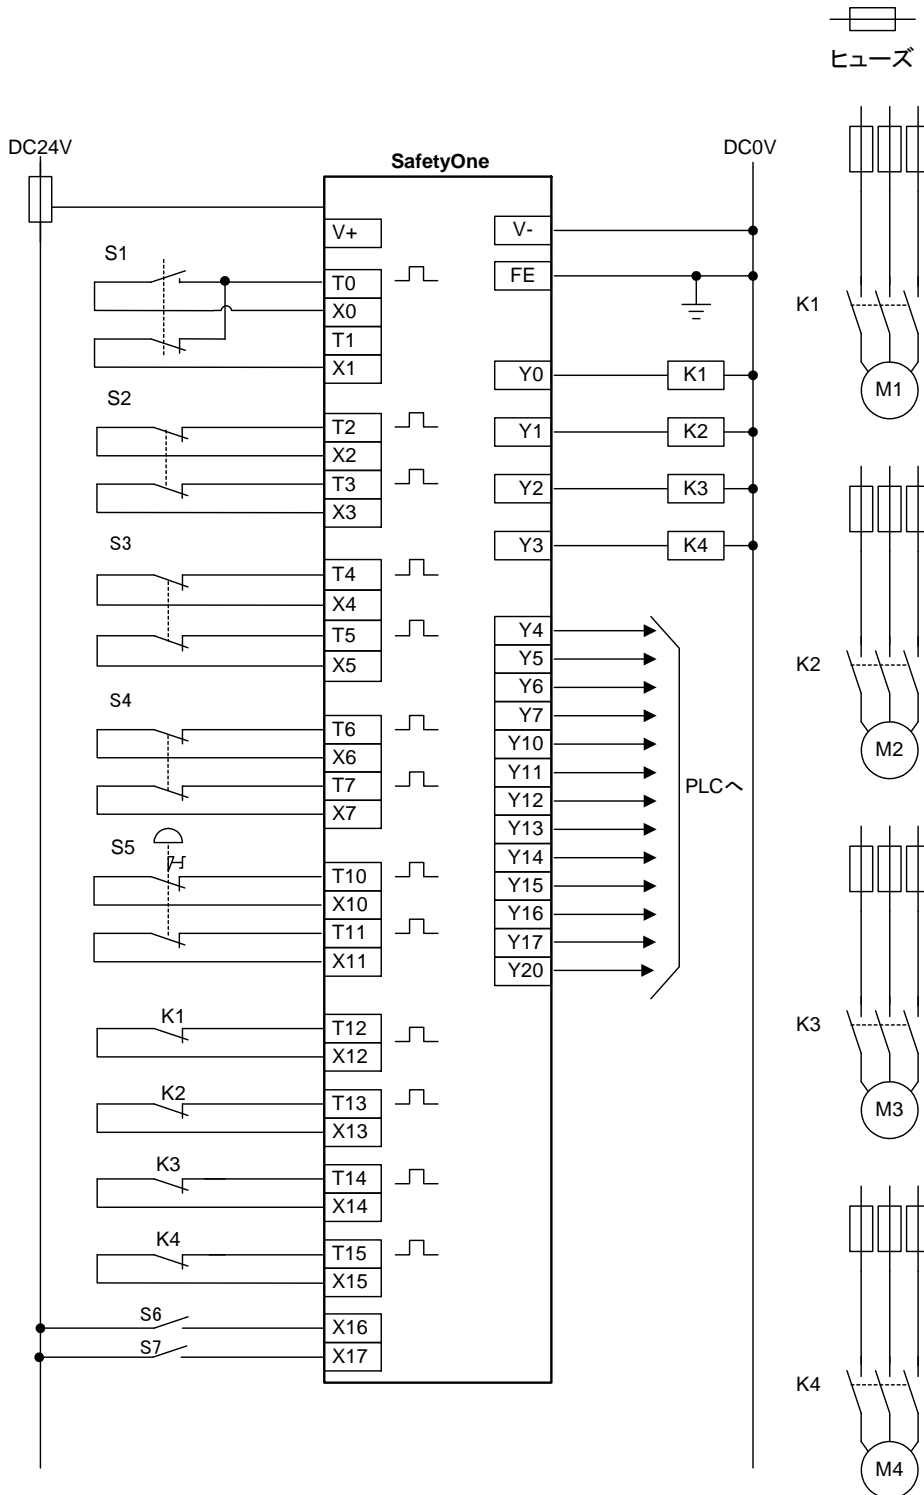 ヒューズ
DC24V
SafetyOne
DC0V
V+
V-
S1
T0
FE
X0
K1
T1
X1
Y0
K1
M1
S2
T2
Y1
K2
X2
T3
Y2
K3
X3
S3
Y3
K4
T4
X4
Y4
T5
Y5
X5
K2
Y6
S4
T6
Y7
X6
Y10
M2
T7
Y11
PLCへ
X7
Y12
Y13
S5
Y14
T10
Y15
X10
Y16
T11
Y17
X11
Y20
K1
T12
K3
X12
K2
T13
M3
X13
K3
T14
X14
K4
T15
X15
S6
X16
S7
X17
K4
M4